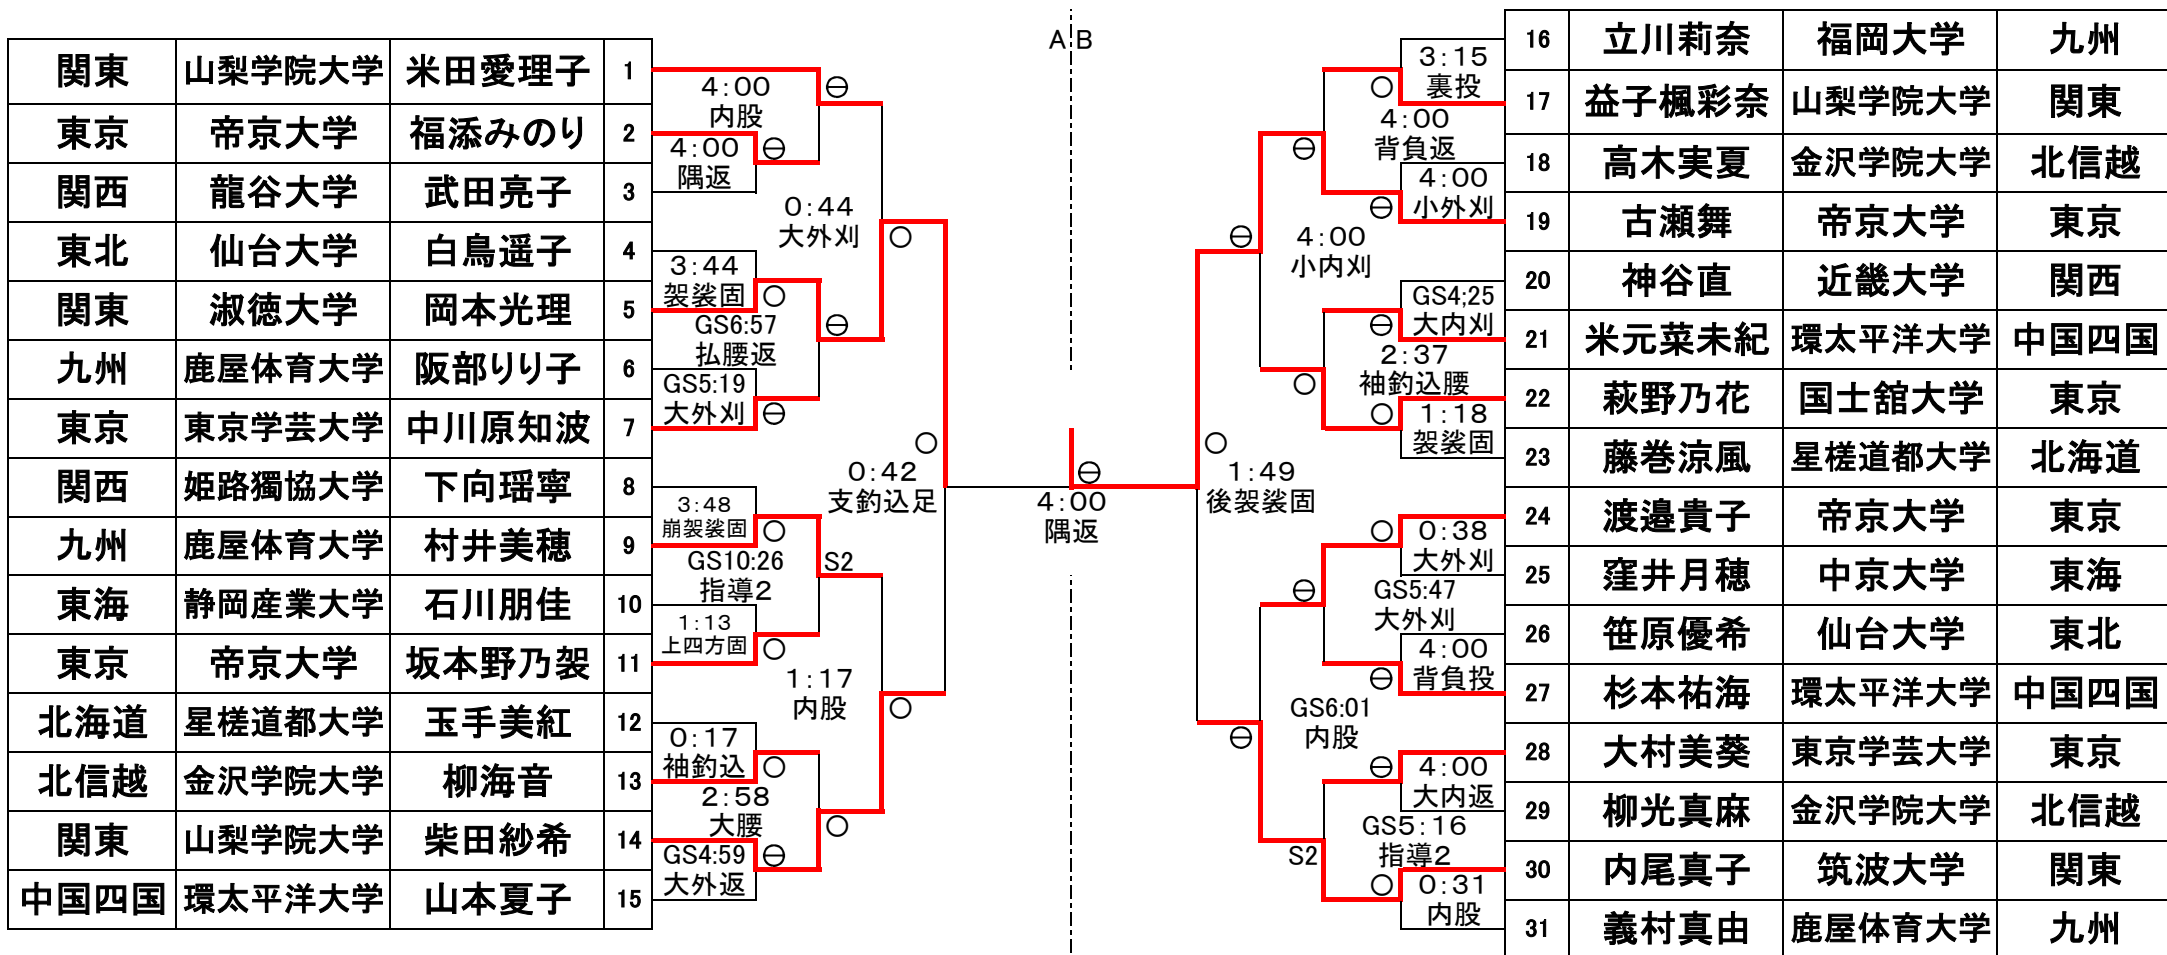 A B
関東 山梨学院大学 米田愛理子 1
東京 帝京大学 福添みのり 2
関西 龍谷大学 武田亮子 3
東北 仙台大学 白鳥遥子 4
関東 淑徳大学 岡本光理 5
九州 鹿屋体育大学 阪部りり子 6
東京 東京学芸大学 中川原知波 7
関西 姫路獨協大学 下向瑶寧 8
九州 鹿屋体育大学 村井美穂 9
東海 静岡産業大学 石川朋佳 10
東京 帝京大学 坂本野乃袈 11
北海道 星槎道都大学 玉手美紅 12
北信越 金沢学院大学 柳海音 13
関東 山梨学院大学 柴田紗希 14
中国四国 環太平洋大学 山本夏子 15
4:00
内股
4:00
隅返
0:44
大外刈
3:44
袈裟固
GS6:57
払腰返
GS5:19
大外刈
0:42
支釣込足
3:48
崩袈裟固
GS10:26
指導2
S2
1:13
上四方固
1:17
内股
0:17
袖釣込
2:58
大腰
GS4:59
大外返
4:00
隅返
3:15
裏投
4:00
背負返
4:00
小外刈
4:00
小内刈
GS4;25
大内刈
2:37
袖釣込腰
1:18
袈裟固
1:49
後袈裟固
0:38
大外刈
GS5:47
大外刈
4:00
背負投
GS6:01
内股
4:00
大内返
GS5:16
指導2
S2
0:31
内股
16 立川莉奈 福岡大学 九州
17 益子楓彩奈 山梨学院大学 関東
18 高木実夏 金沢学院大学 北信越
19 古瀬舞 帝京大学 東京
20 神谷直 近畿大学 関西
21 米元菜未紀 環太平洋大学 中国四国
22 萩野乃花 国士舘大学 東京
23 藤巻涼風 星槎道都大学 北海道
24 渡邉貴子 帝京大学 東京
25 窪井月穂 中京大学 東海
26 笹原優希 仙台大学 東北
27 杉本祐海 環太平洋大学 中国四国
28 大村美葵 東京学芸大学 東京
29 柳光真麻 金沢学院大学 北信越
30 内尾真子 筑波大学 関東
31 義村真由 鹿屋体育大学 九州